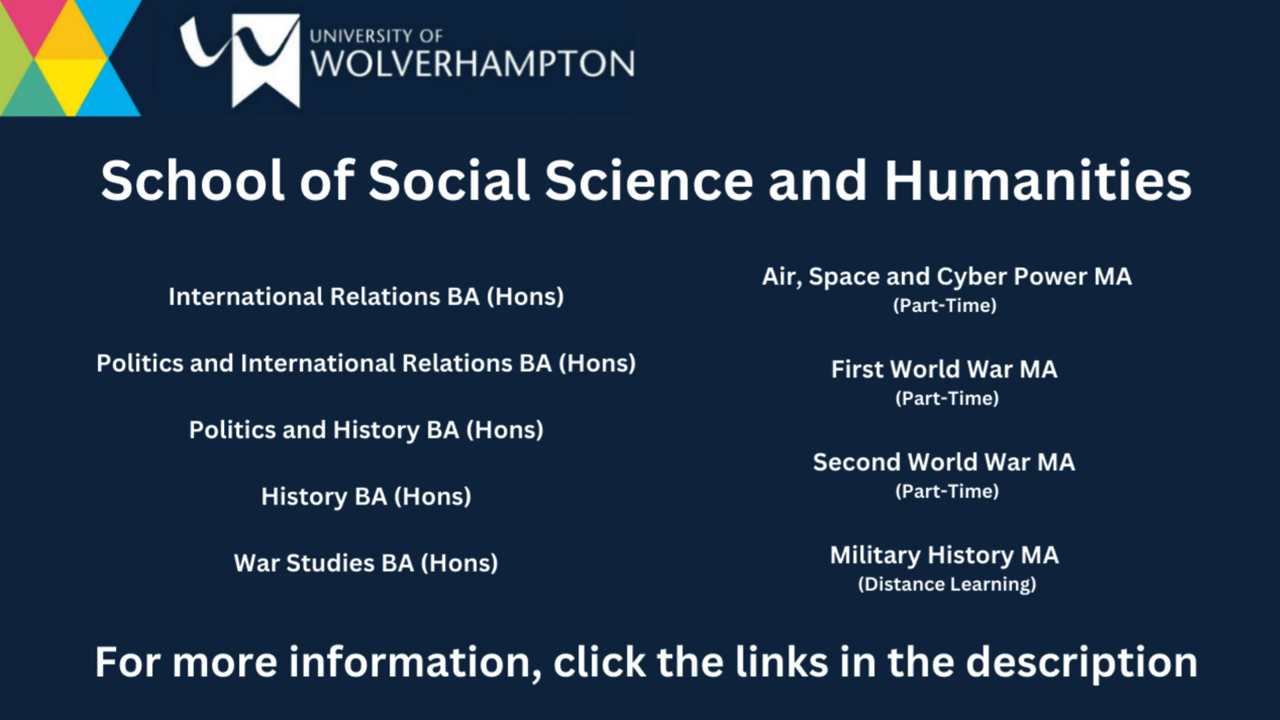 UNIVERSITY OF
WOLVERHAMPTON
School of Social Science and Humanities
International Relations BA (Hons)
Politics and International Relations BA (Hons)
Politics and History BA (Hons)
History BA (Hons)
War Studies BA (Hons)
Air, Space and Cyber Power MA
(Part-Time)
First World War MA
(Part-Time)
Second World War MA
(Part-Time)
Military History MA
(Distance Learning)
For more information, click the links in the description